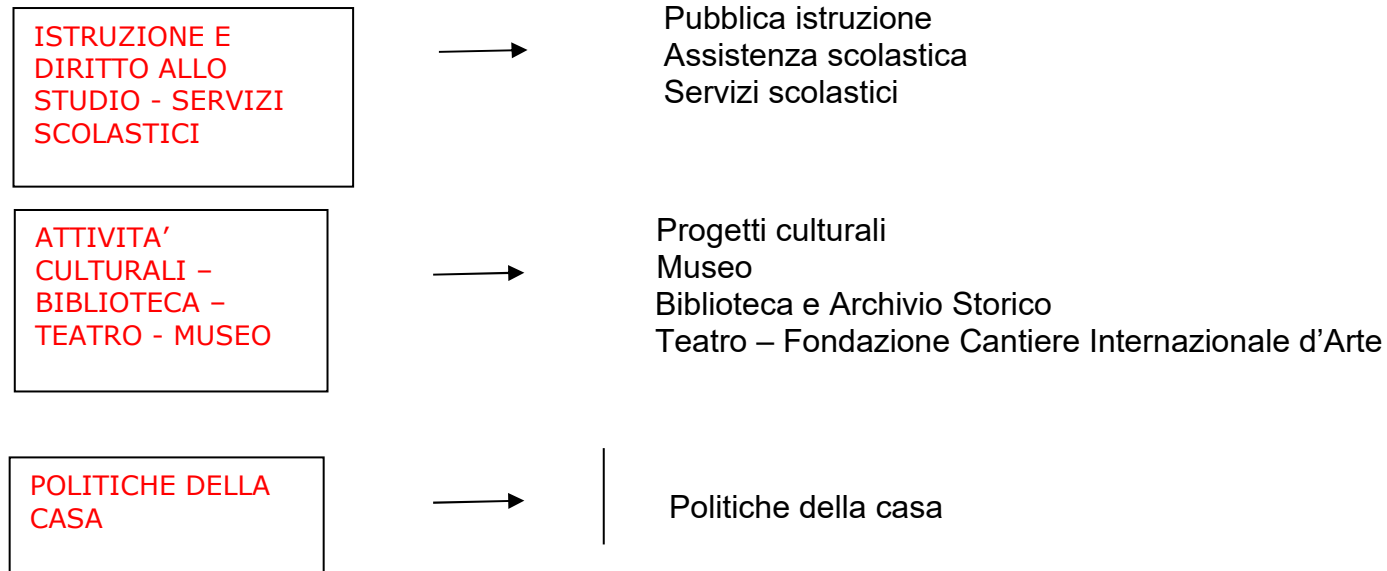 ISTRUZIONE E
DIRITTO ALLO
STUDIO - SERVIZI
SCOLASTICI
Pubblica istruzione
Assistenza scolastica
Servizi scolastici
ATTIVITA’
CULTURALI –
BIBLIOTECA –
TEATRO - MUSEO
Progetti culturali
Museo
Biblioteca e Archivio Storico
Teatro – Fondazione Cantiere Internazionale d’Arte
POLITICHE DELLA
CASA
Politiche della casa